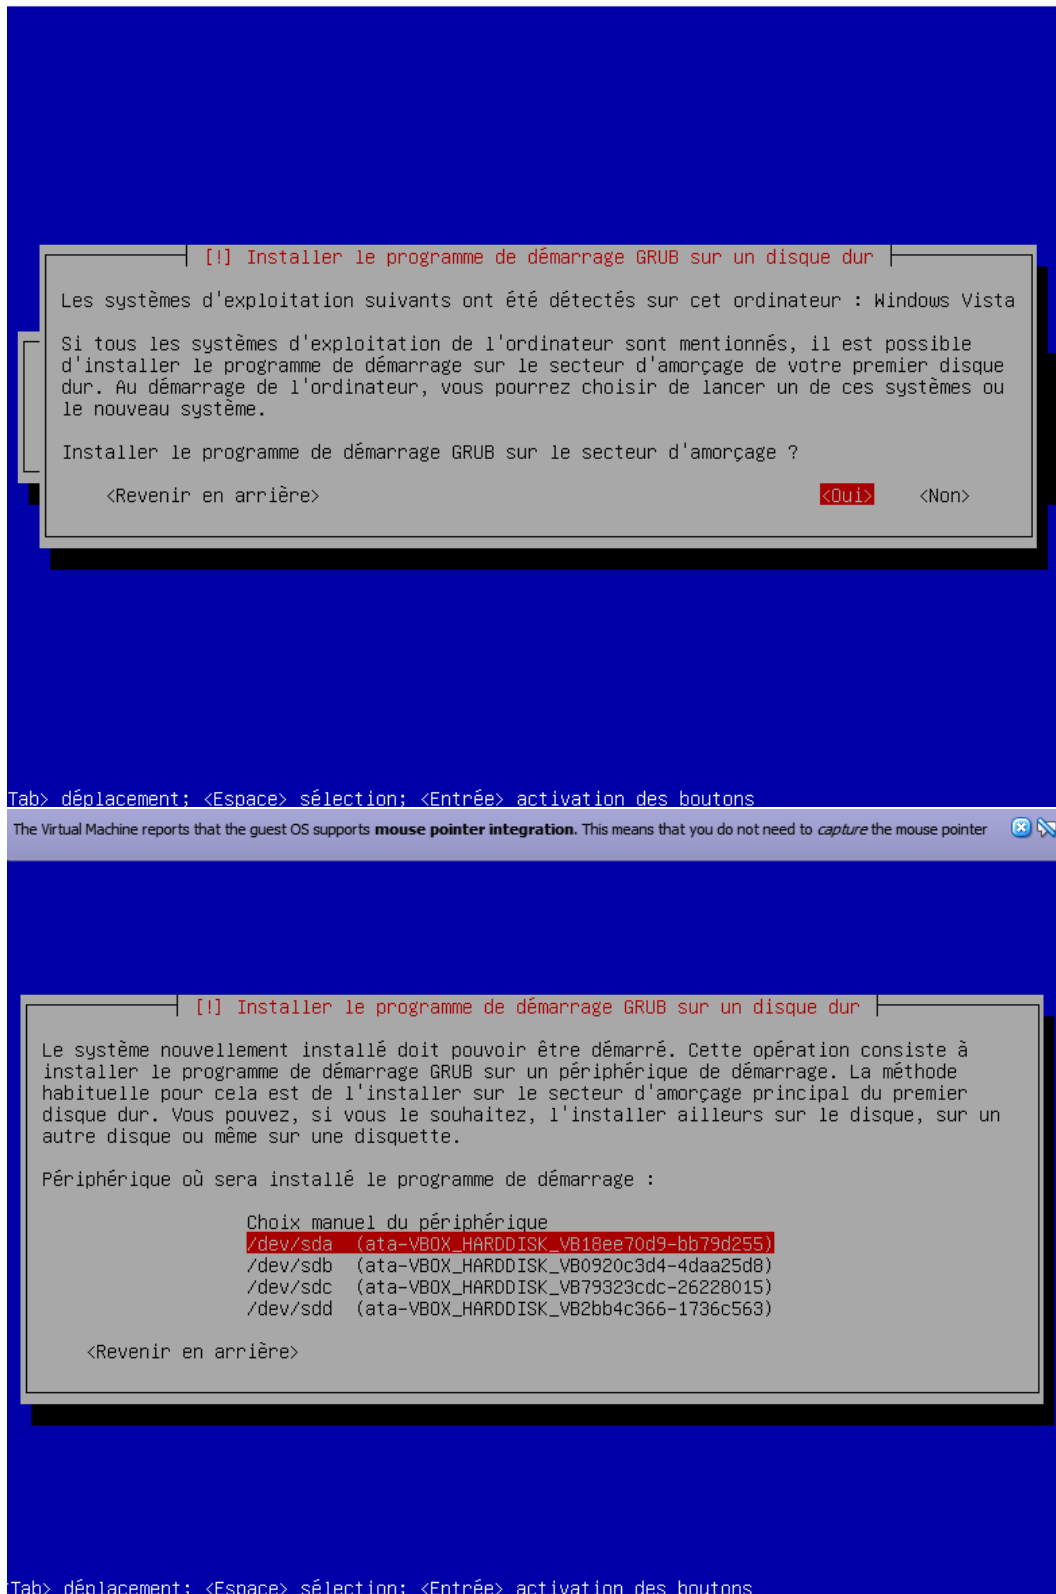 [!] Installer le programme de démarrage GRUB sur un disque dur
Les systèmes d'exploitation suivants ont été détectés sur cet ordinateur : Windows Vista
Si tous les systèmes d'exploitation de l'ordinateur sont mentionnés, il est possible
d'installer le programme de démarrage sur le secteur d'amorçage de votre premier disque
dur. Au démarrage de l'ordinateur, vous pourrez choisir de lancer un de ces systèmes ou
le nouveau système.
Installer le programme de démarrage GRUB sur le secteur d'amorçage ?
<Revenir en arrière> <Oui> <Non>
Tab> déplacement; <Espace> sélection; <Entrée> activation des boutons
The Virtual Machine reports that the guest OS supports mouse pointer integration. This means that you do not need to capture the mouse pointer
[!] Installer le programme de démarrage GRUB sur un disque dur
Le système nouvellement installé doit pouvoir être démarré. Cette opération consiste à
installer le programme de démarrage GRUB sur un périphérique de démarrage. La méthode
habituelle pour cela est de l'installer sur le secteur d'amorçage principal du premier
disque dur. Vous pouvez, si vous le souhaitez, l'installer ailleurs sur le disque, sur un
autre disque ou même sur une disquette.
Périphérique où sera installé le programme de démarrage :
Choix manuel du périphérique
/dev/sda (ata-VBOX_HARDDISK_VB18ee70d9-bb79d255)
/dev/sdb (ata-VBOX_HARDDISK_VB0920c3d4-4daa25d8)
/dev/sdc (ata-VBOX_HARDDISK_VB79323cdc-26228015)
/dev/sdd (ata-VBOX_HARDDISK_VB2bb4c366-1736c563)
<Revenir en arrière>
Tab> déplacement; <Espace> sélection; <Entrée> activation des boutons